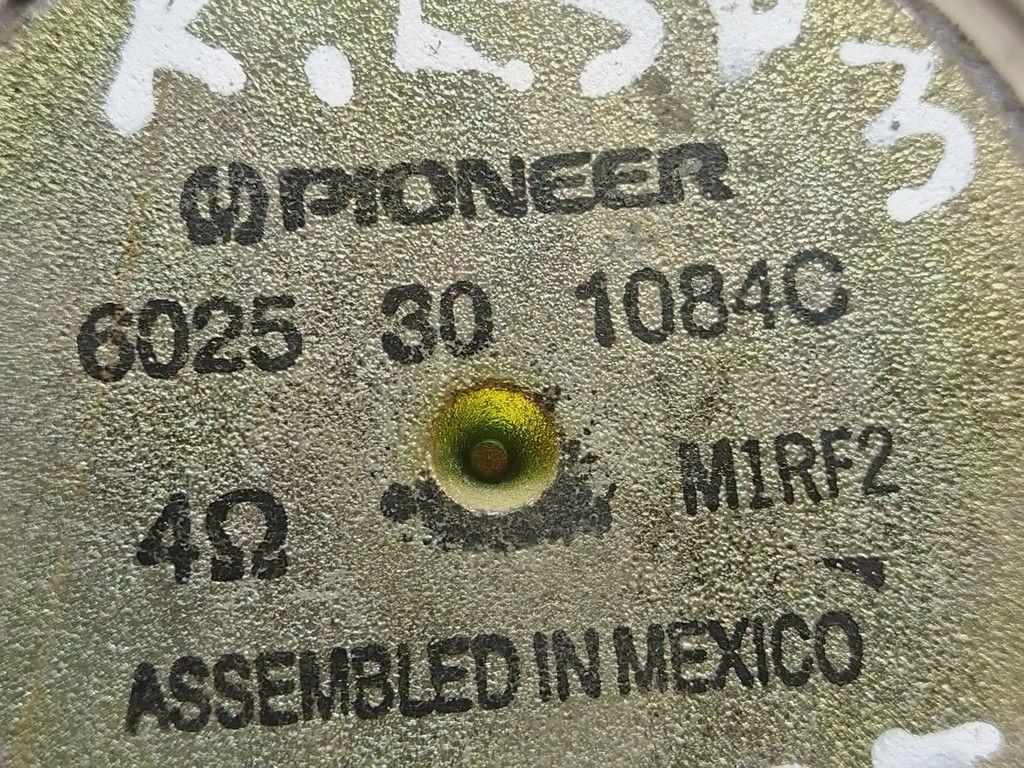 PIONEER
6025 30 1084C
M1RF2
4Ω
ASSEMBLED IN MEXICO